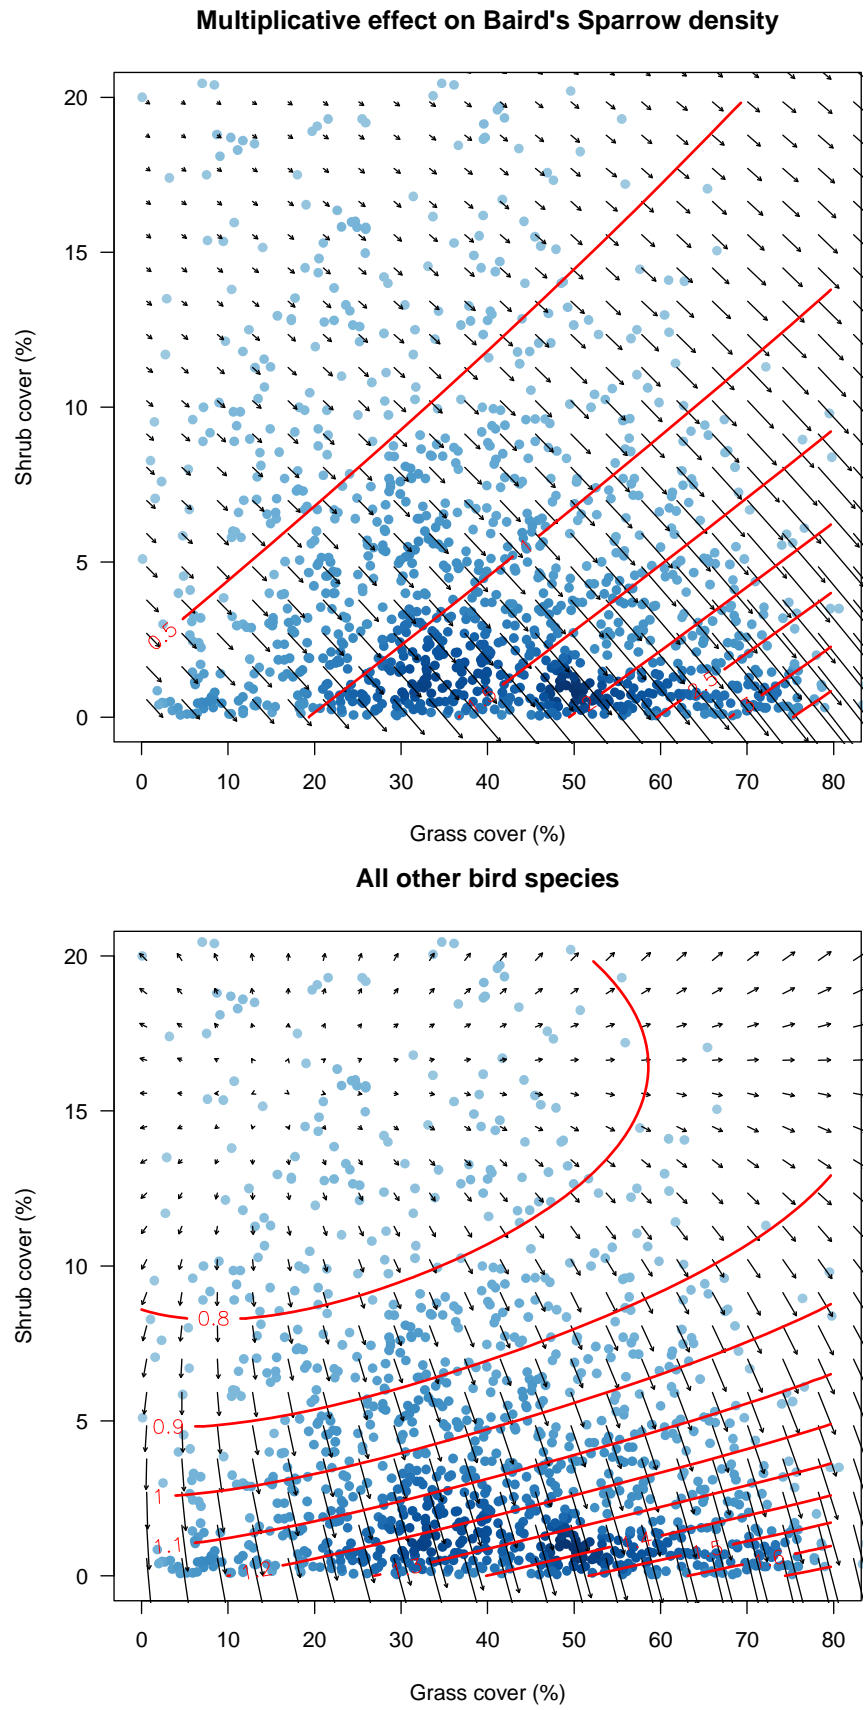 Multiplicative effect on Baird's Sparrow density
20
15
10
5
0
Shrub cover (%)
0.5
1
0 10 20 30 40 50 60 70 80
Grass cover (%)
All other bird species
20
15
10
5
0
Shrub cover (%)
0.8
0.9
1
1.1
1.2
0 10 20 30 40 50 60 70 80
Grass cover (%)